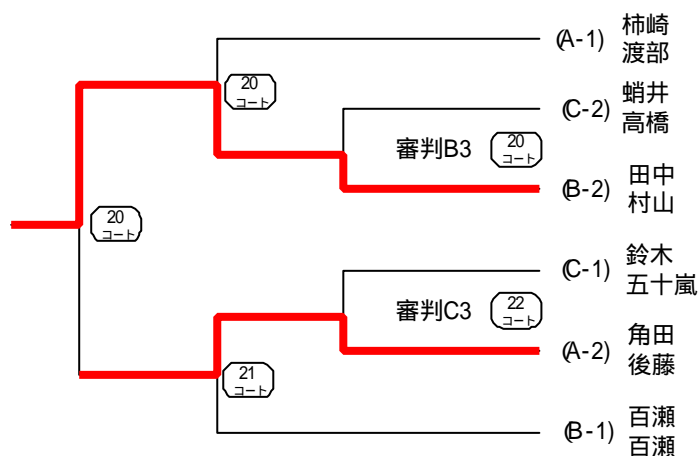 (A-1) 柿崎
渡部
20
コート
(C-2) 蛸井
高橋
審判B3
20
コート
(B-2) 田中
村山
20
コート
(C-1) 鈴木
五十嵐
審判C3
22
コート
(A-2) 角田
後藤
21
コート
(B-1) 百瀬
百瀬